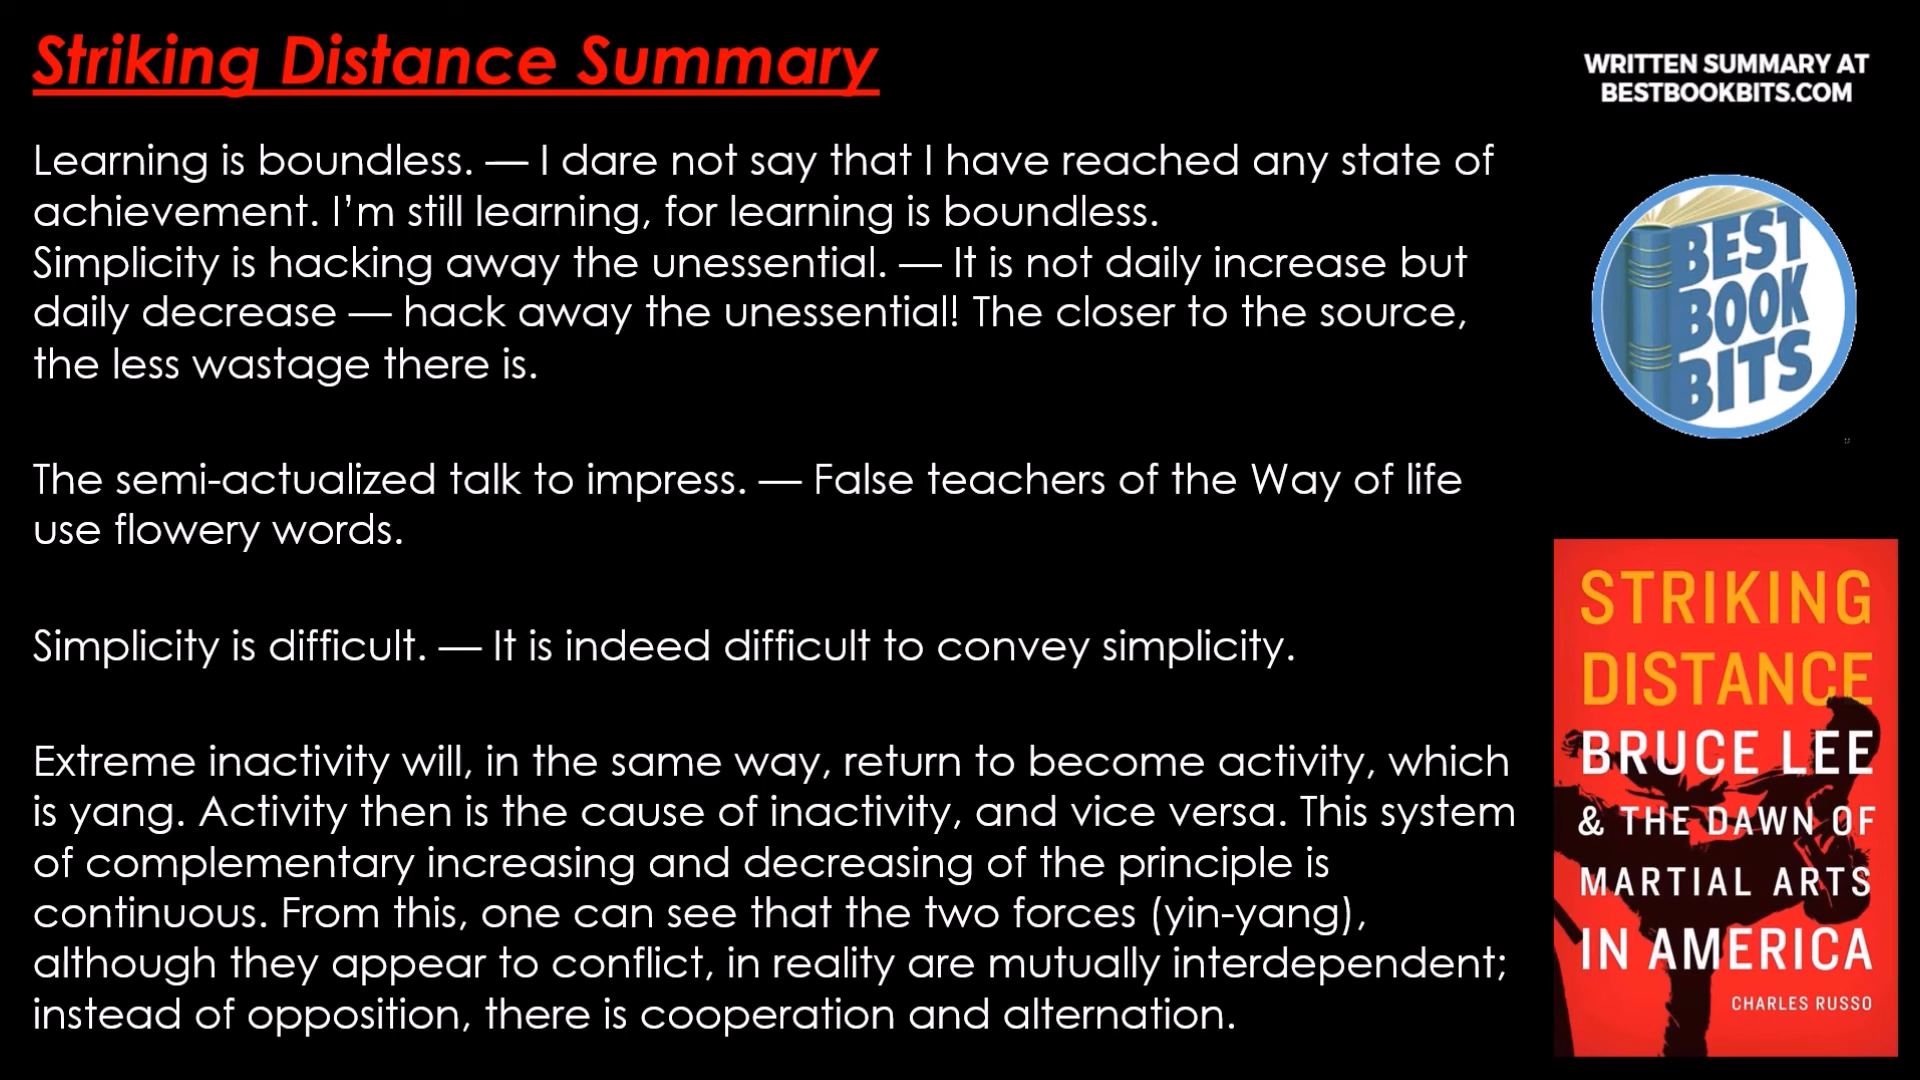 Striking Distance Summary
WRITTEN SUMMARY AT
BESTBOOKBITS.COM
Learning is boundless. — I dare not say that I have reached any state of
achievement. I’m still learning, for learning is boundless.
Simplicity is hacking away the unessential. — It is not daily increase but
daily decrease — hack away the unessential! The closer to the source,
the less wastage there is.
The semi-actualized talk to impress. — False teachers of the Way of life
use flowery words.
Simplicity is difficult. — It is indeed difficult to convey simplicity.
Extreme inactivity will, in the same way, return to become activity, which
is yang. Activity then is the cause of inactivity, and vice versa. This system
of complementary increasing and decreasing of the principle is
continuous. From this, one can see that the two forces (yin-yang),
although they appear to conflict, in reality are mutually interdependent;
instead of opposition, there is cooperation and alternation.
BEST
BOOK
BITS
STRIKING
DISTANCE
BRUCE LEE
& THE DAWN OF
MARTIAL ARTS
IN AMERICA
CHARLES RUSSO